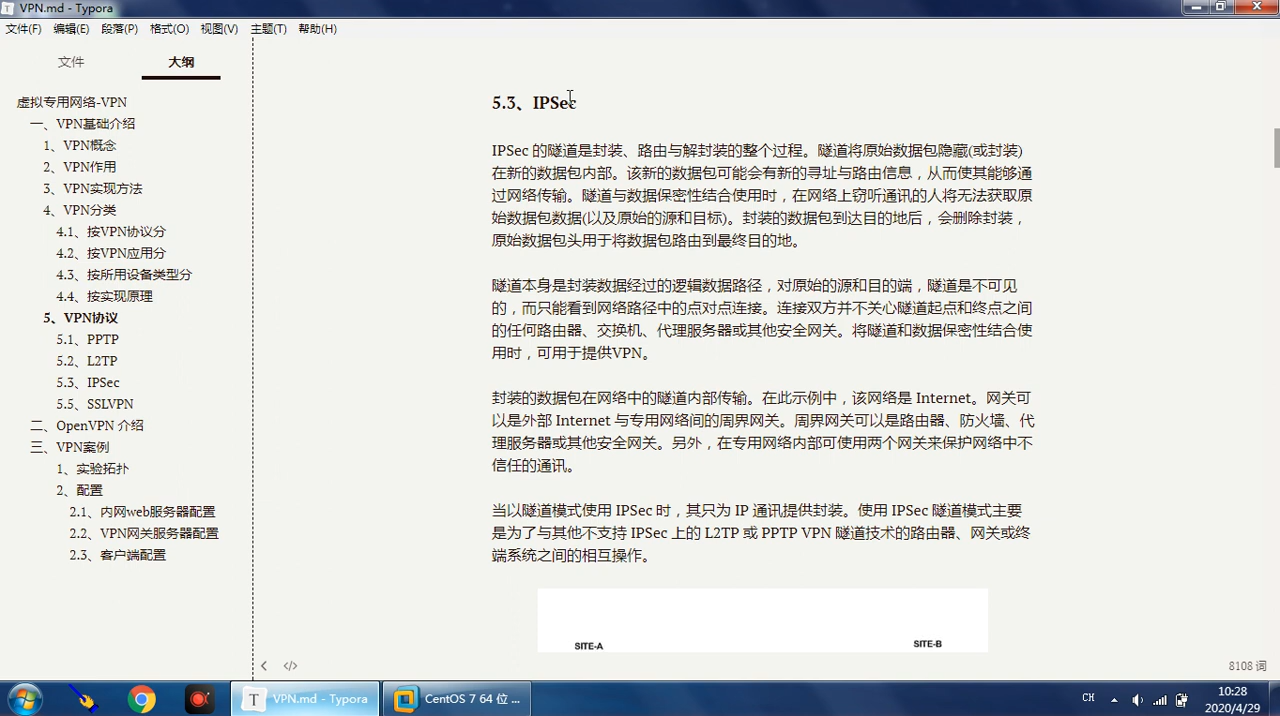 VPN.md - Typora
文件(F) 编辑(E) 段落(P) 格式(O) 视图(V) 主题(T) 帮助(H)
文件 大纲
虚拟专用网络-VPN
一、VPN基础介绍
1、VPN概念
2、VPN作用
3、VPN实现方法
4、VPN分类
4.1、按VPN协议分
4.2、按VPN应用分
4.3、按所用设备类型分
4.4、按实现原理
5、VPN协议
5.1、PPTP
5.2、L2TP
5.3、IPSec
5.5、SSLVPN
二、OpenVPN 介绍
三、VPN案例
1、实验拓扑
2、配置
2.1、内网web服务器配置
2.2、VPN网关服务器配置
2.3、客户端配置
5.3、IPSec
IPSec 的隧道是封装、路由与解封装的整个过程。隧道将原始数据包隐藏(或封装)
在新的数据包内部。该新的数据包可能会有新的寻址与路由信息，从而使其能够通
过网络传输。隧道与数据保密性结合使用时，在网络上窃听通讯的人将无法获取原
始数据包数据(以及原始的源和目标)。封装的数据包到达目的地后，会删除封装，
原始数据包头用于将数据包路由到最终目的地。
隧道本身是封装数据经过的逻辑数据路径，对原始的源和目的端，隧道是不可见
的，而只能看到网络路径中的点对点连接。连接双方并不关心隧道起点和终点之间
的任何路由器、交换机、代理服务器或其他安全网关。将隧道和数据保密性结合使
用时，可用于提供VPN。
封装的数据包在网络中的隧道内部传输。在此示例中，该网络是 Internet。网关可
以是外部 Internet 与专用网络间的周界网关。周界网关可以是路由器、防火墙、代
理服务器或其他安全网关。另外，在专用网络内部可使用两个网关来保护网络中不
信任的通讯。
当以隧道模式使用 IPSec 时，其只为 IP 通讯提供封装。使用 IPSec 隧道模式主要
是为了与其他不支持 IPSec 上的 L2TP 或 PPTP VPN 隧道技术的路由器、网关或终
端系统之间的相互操作。
SITE-A SITE-B
8108 词
VPN.md - Typora CentOS 7 64 位 ... CH 10:28
2020/4/29